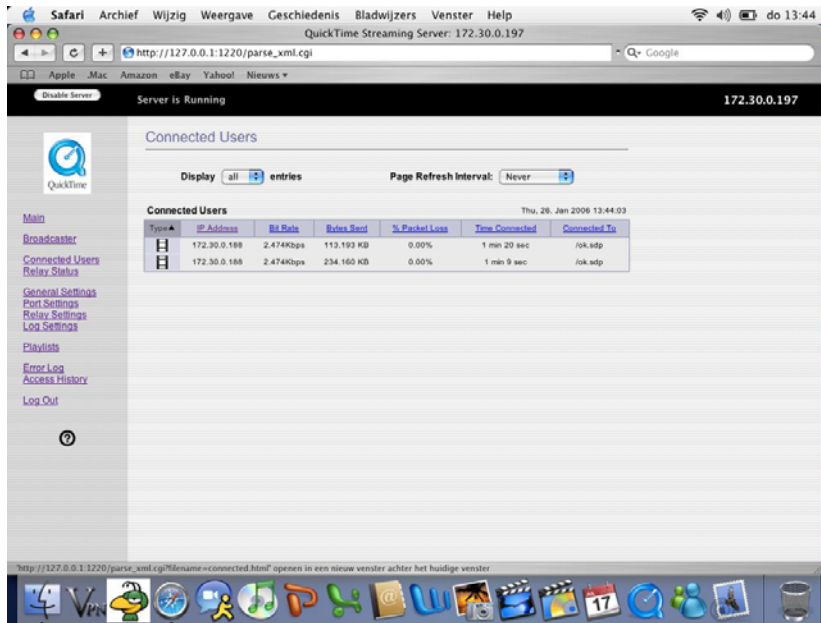 Safari Archief Wijzig Weergave Geschiedenis Bladwijzers Venster Help do 13:44
QuickTime Streaming Server: 172.30.0.197
http://127.0.0.1:1220/parse_xml.cgi
Google
Apple .Mac Amazon eBay Yahoo! Nieuws
Disable Server
Server is Running
172.30.0.197
QuickTime
Main
Broadcaster
Connected Users
Relay Status
General Settings
Port Settings
Relay Settings
Log Settings
Playlists
Error Log
Access History
Log Out
Connected Users
Display all entries
Page Refresh Interval: Never
Connected Users
Thu, 26. Jan 2006 13:44:03
Type IP Address Bit Rate Bytes Sent % Packet Loss Time Connected Connected To
172.30.0.188 2.474Kbps 113.193 KB 0.00% 1 min 20 sec /ok.sdp
172.30.0.188 2.474Kbps 234.160 KB 0.00% 1 min 9 sec /ok.sdp
'http://127.0.0.1:1220/parse_xml.cgi?filename=connected.html' openen in een nieuw venster achter het huidige venster
VPN
17